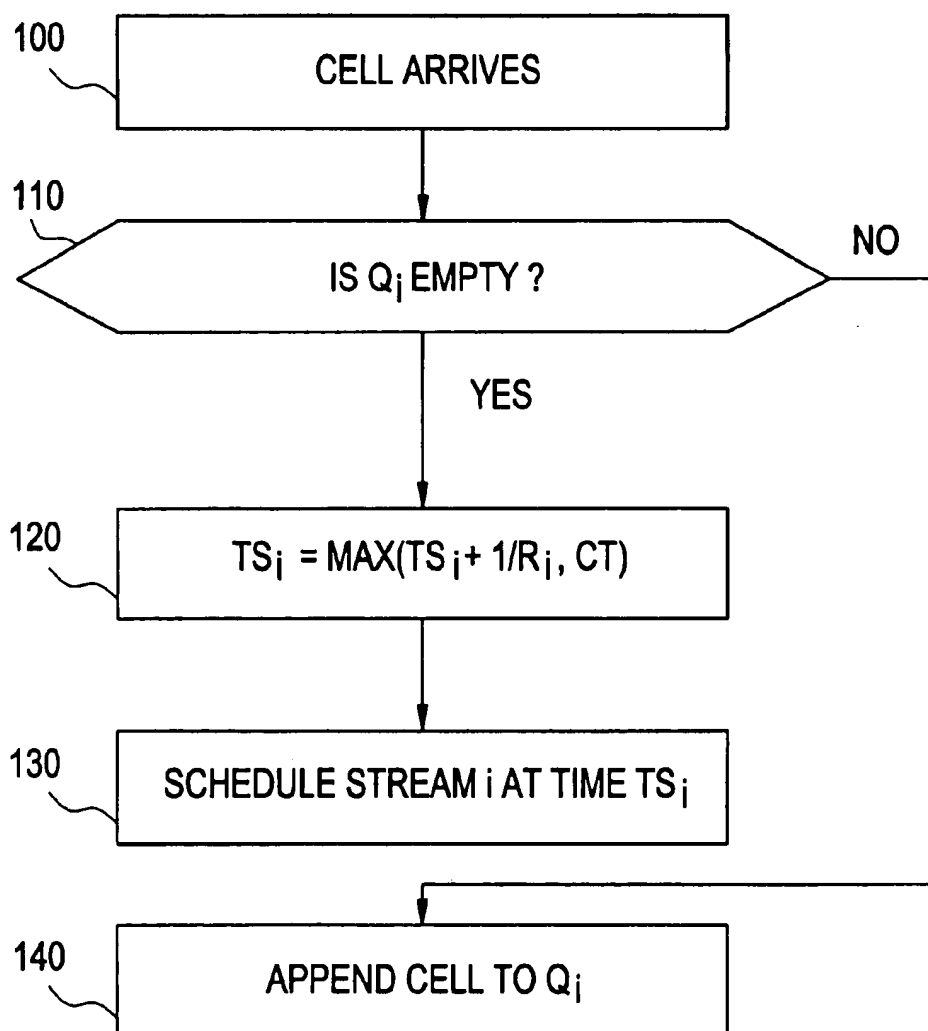 100
CELL ARRIVES
110
IS Qi EMPTY ?
NO
YES
120
TSi = MAX(TSi + 1/Ri, CT)
130
SCHEDULE STREAM i AT TIME TSi
140
APPEND CELL TO Qi